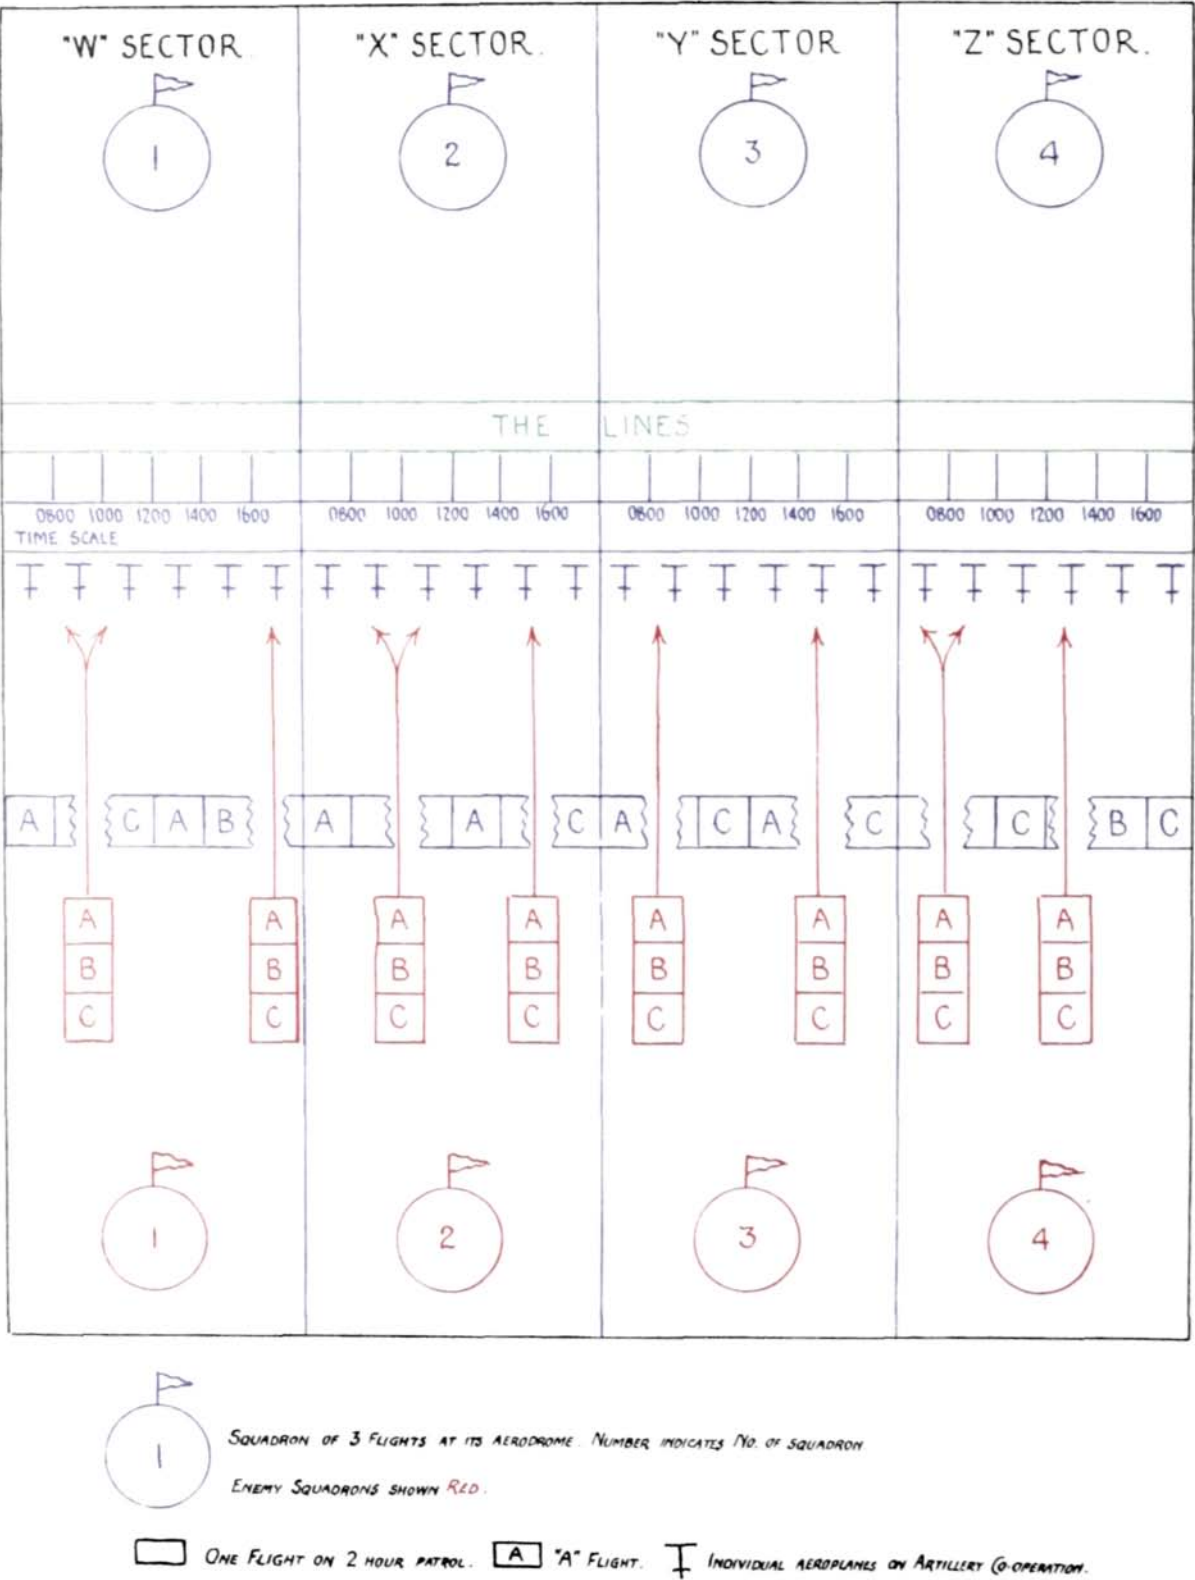 "W" SECTOR. "X" SECTOR. "Y" SECTOR "Z" SECTOR.
1 2 3 4
THE LINES
0800 1000 1200 1400 1600 0800 1000 1200 1400 1600 0800 1000 1200 1400 1600 0800 1000 1200 1400 1600
TIME SCALE
A C A B A A C A C A C C B C
A A A A A A A A
B B B B B B B B
C C C C C C C C
1 2 3 4
1
SQUADRON OF 3 FLIGHTS AT ITS AERODROME. NUMBER INDICATES NO. OF SQUADRON
ENEMY SQUADRONS SHOWN RED.
ONE FLIGHT ON 2 HOUR PATROL. A "A" FLIGHT. INDIVIDUAL AEROPLANES ON ARTILLERY CO-OPERATION.